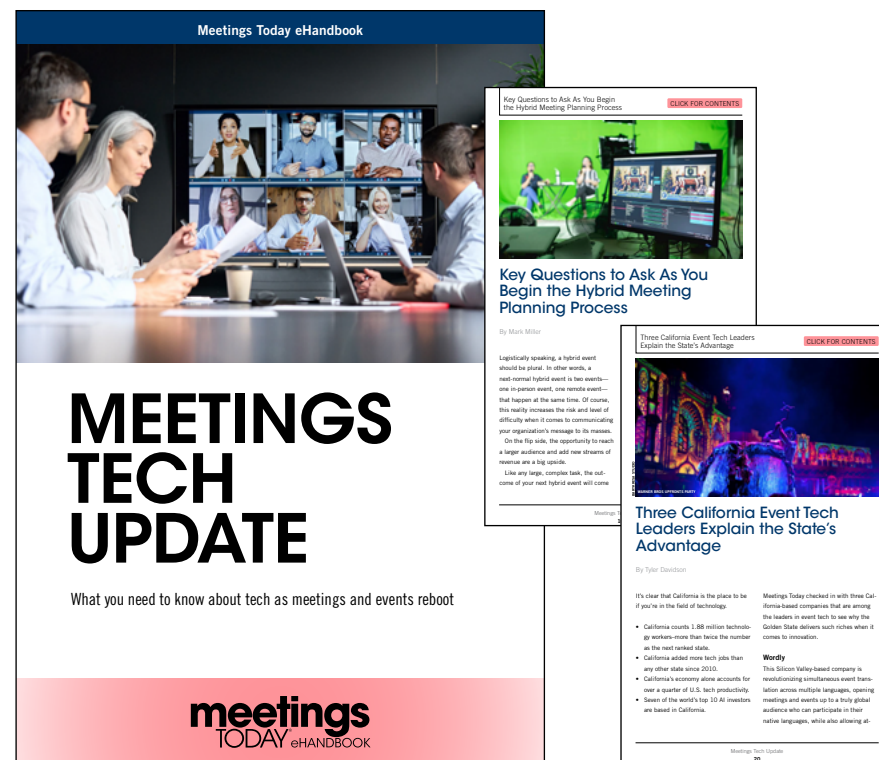 Meetings Today eHandbook
MEETINGS
TECH
UPDATE
What you need to know about tech as meetings and events reboot
meetings
TODAY® eHANDBOOK
Key Questions to Ask As You Begin
the Hybrid Meeting Planning Process
CLICK FOR CONTENTS
Key Questions to Ask As You
Begin the Hybrid Meeting
Planning Process
By Mark Miller
Logistically speaking, a hybrid event
should be plural. In other words, a
next-normal hybrid event is two events—
one in-person event, one remote event—
that happen at the same time. Of course,
this reality increases the risk and level of
difficulty when it comes to communicating
your organization's message to its masses.
On the flip side, the opportunity to reach
a larger audience and add new streams of
revenue are a big upside.
Like any large, complex task, the out-
come of your next hybrid event will come
Meetings T
Three California Event Tech Leaders
Explain the State's Advantage
CLICK FOR CONTENTS
WARNER BROS UPFRONTS PARTY
Three California Event Tech
Leaders Explain the State's
Advantage
By Tyler Davidson
It's clear that California is the place to be
if you're in the field of technology.
• California counts 1.88 million technolo-
gy workers–more than twice the number
as the next ranked state.
• California added more tech jobs than
any other state since 2010.
• California's economy alone accounts for
over a quarter of U.S. tech productivity.
• Seven of the world's top 10 AI investors
are based in California.
Meetings Today checked in with three Cal-
ifornia-based companies that are among
the leaders in event tech to see why the
Golden State delivers such riches when it
comes to innovation.
Wordly
This Silicon Valley-based company is
revolutionizing simultaneous event trans-
lation across multiple languages, opening
meetings and events up to a truly global
audience who can participate in their
native languages, while also allowing at-
Meetings Tech Update
20